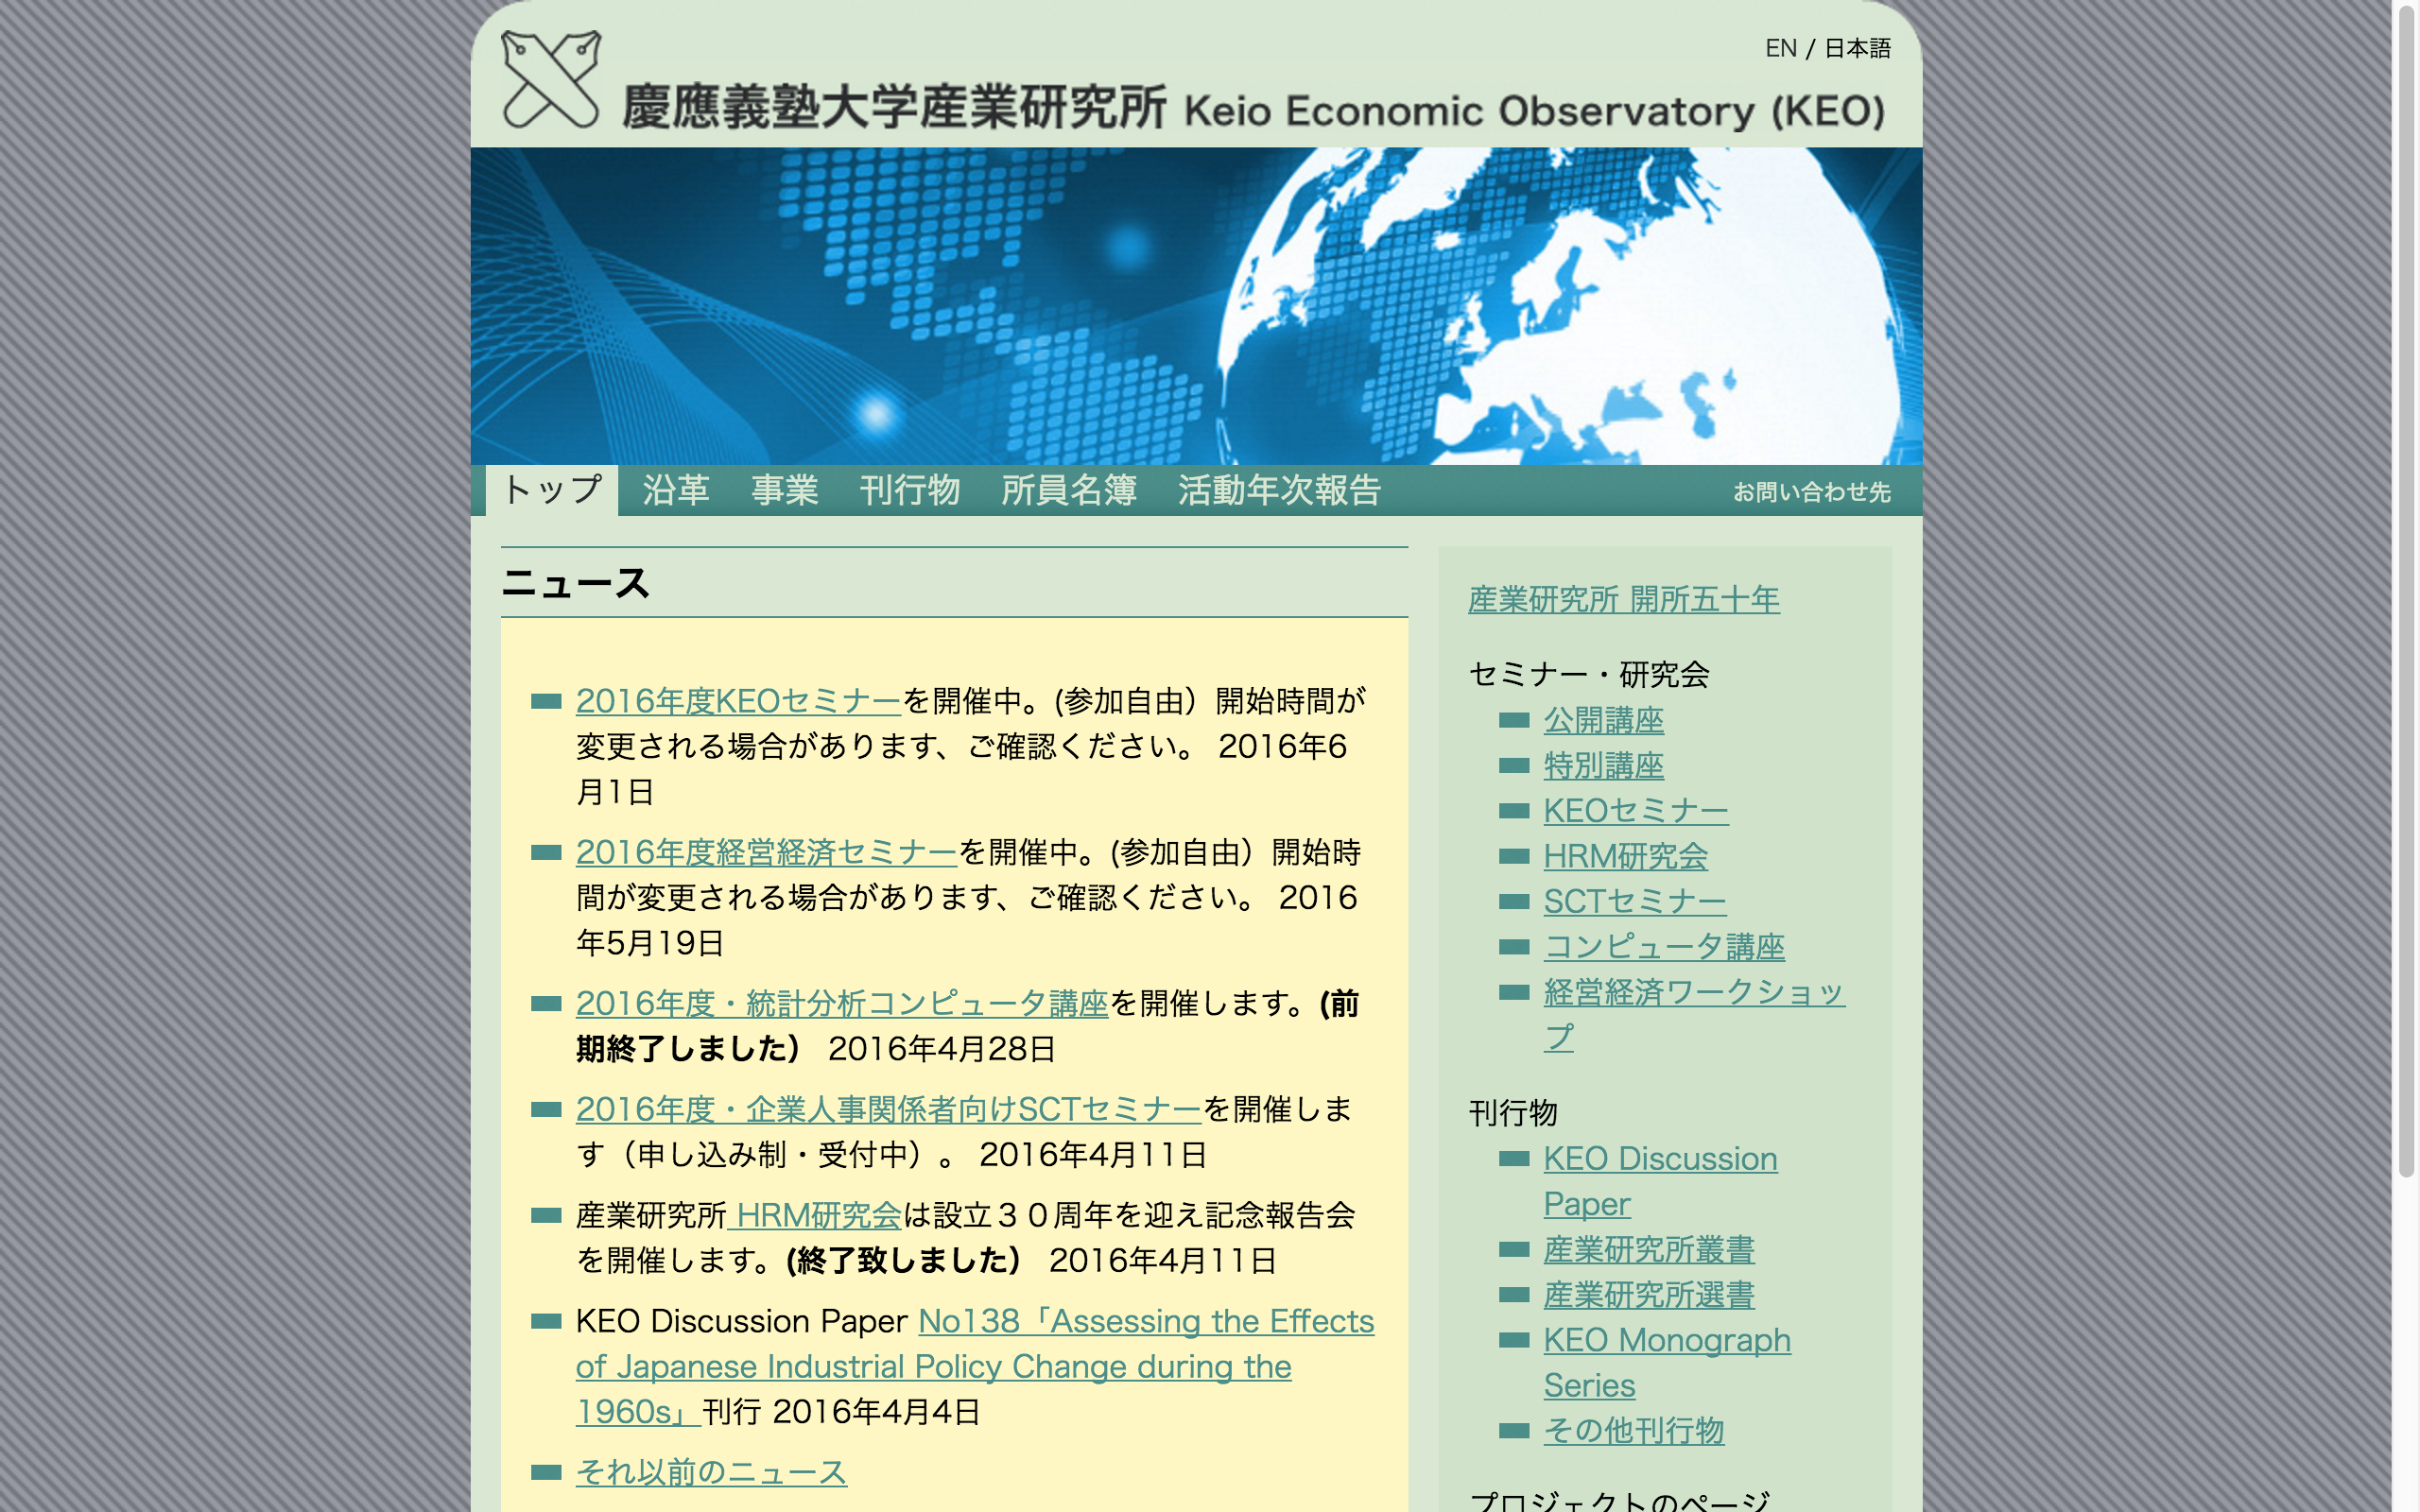 EN / 日本語
慶應義塾大学産業研究所 Keio Economic Observatory (KEO)
トップ 沿革 事業 刊行物 所員名簿 活動年次報告 お問い合わせ先
ニュース
2016年度KEOセミナーを開催中。(参加自由）開始時間が
変更される場合があります、ご確認ください。 2016年6
月1日
2016年度経営経済セミナーを開催中。(参加自由）開始時
間が変更される場合があります、ご確認ください。 2016
年5月19日
2016年度・統計分析コンピュータ講座を開催します。(前
期終了しました） 2016年4月28日
2016年度・企業人事関係者向けSCTセミナーを開催しま
す（申し込み制・受付中）。 2016年4月11日
産業研究所 HRM研究会は設立３０周年を迎え記念報告会
を開催します。(終了致しました） 2016年4月11日
KEO Discussion Paper No138「Assessing the Effects
of Japanese Industrial Policy Change during the
1960s」刊行 2016年4月4日
それ以前のニュース
産業研究所 開所五十年
セミナー・研究会
公開講座
特別講座
KEOセミナー
HRM研究会
SCTセミナー
コンピュータ講座
経営経済ワークショッ
プ
刊行物
KEO Discussion
Paper
産業研究所叢書
産業研究所選書
KEO Monograph
Series
その他刊行物
プロジェクトのページ